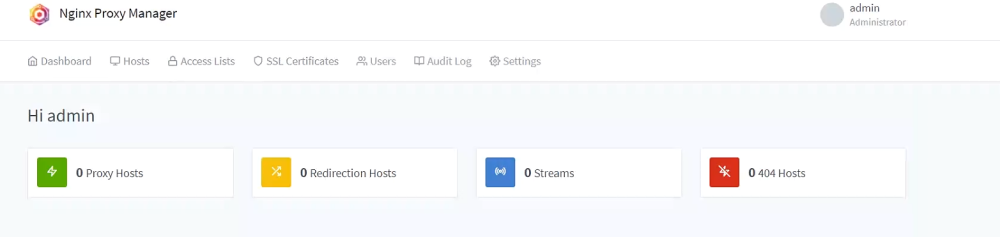 Nginx Proxy Manager
admin
Administrator
Dashboard Hosts Access Lists SSL Certificates Users Audit Log Settings
Hi admin
0 Proxy Hosts 0 Redirection Hosts 0 Streams 0 404 Hosts